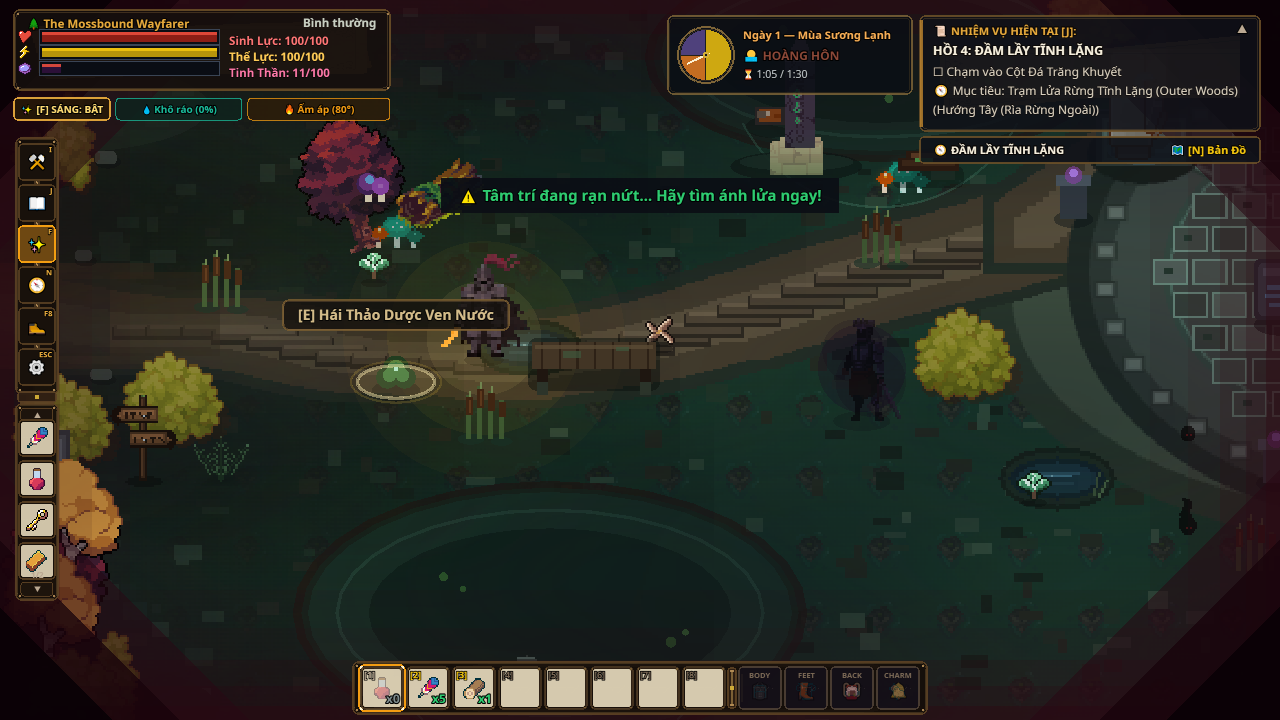 The Mossbound Wayfarer
Bình thường
Sinh Lực: 100/100
Thể Lực: 100/100
Tinh Thần: 11/100
[F] SÁNG: BẬT
Khô ráo (0%)
Ấm áp (80°)
Ngày 1 — Mùa Sương Lạnh
HOÀNG HÔN
1:05 / 1:30
NHIỆM VỤ HIỆN TẠI [J]:
HỒI 4: ĐẦM LẦY TĨNH LẶNG
Chạm vào Cột Đá Trăng Khuyết
Mục tiêu: Trạm Lửa Rừng Tĩnh Lặng (Outer Woods)
(Hướng Tây (Rìa Rừng Ngoài))
ĐẦM LẦY TĨNH LẶNG
[N] Bản Đồ
Tâm trí đang rạn nứt... Hãy tìm ánh lửa ngay!
[E] Hái Thảo Dược Ven Nước
I
J
F
N
F8
ESC
[1]
x0
[2]
x5
[3]
x1
[4]
[5]
[6]
[7]
[8]
BODY
FEET
BACK
CHARM